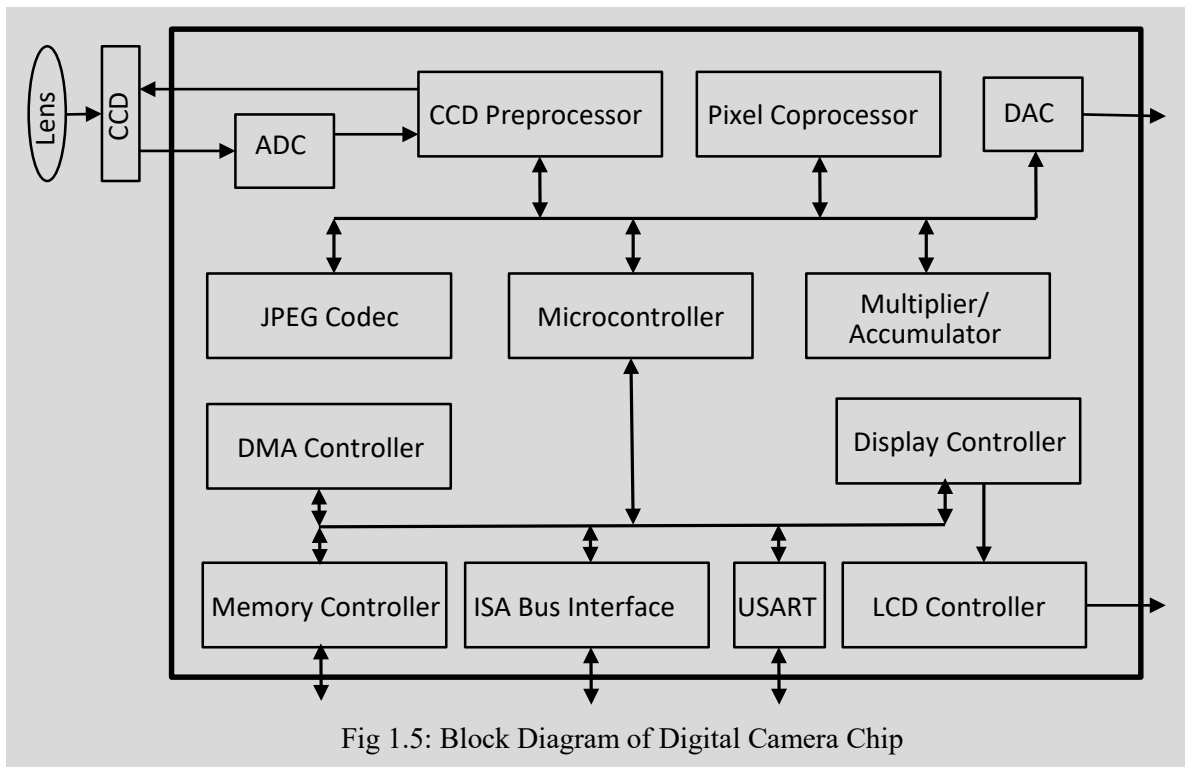 Lens
CCD
ADC
CCD Preprocessor
Pixel Coprocessor
DAC
JPEG Codec
Microcontroller
Multiplier/
Accumulator
DMA Controller
Display Controller
Memory Controller
ISA Bus Interface
USART
LCD Controller
Fig 1.5: Block Diagram of Digital Camera Chip